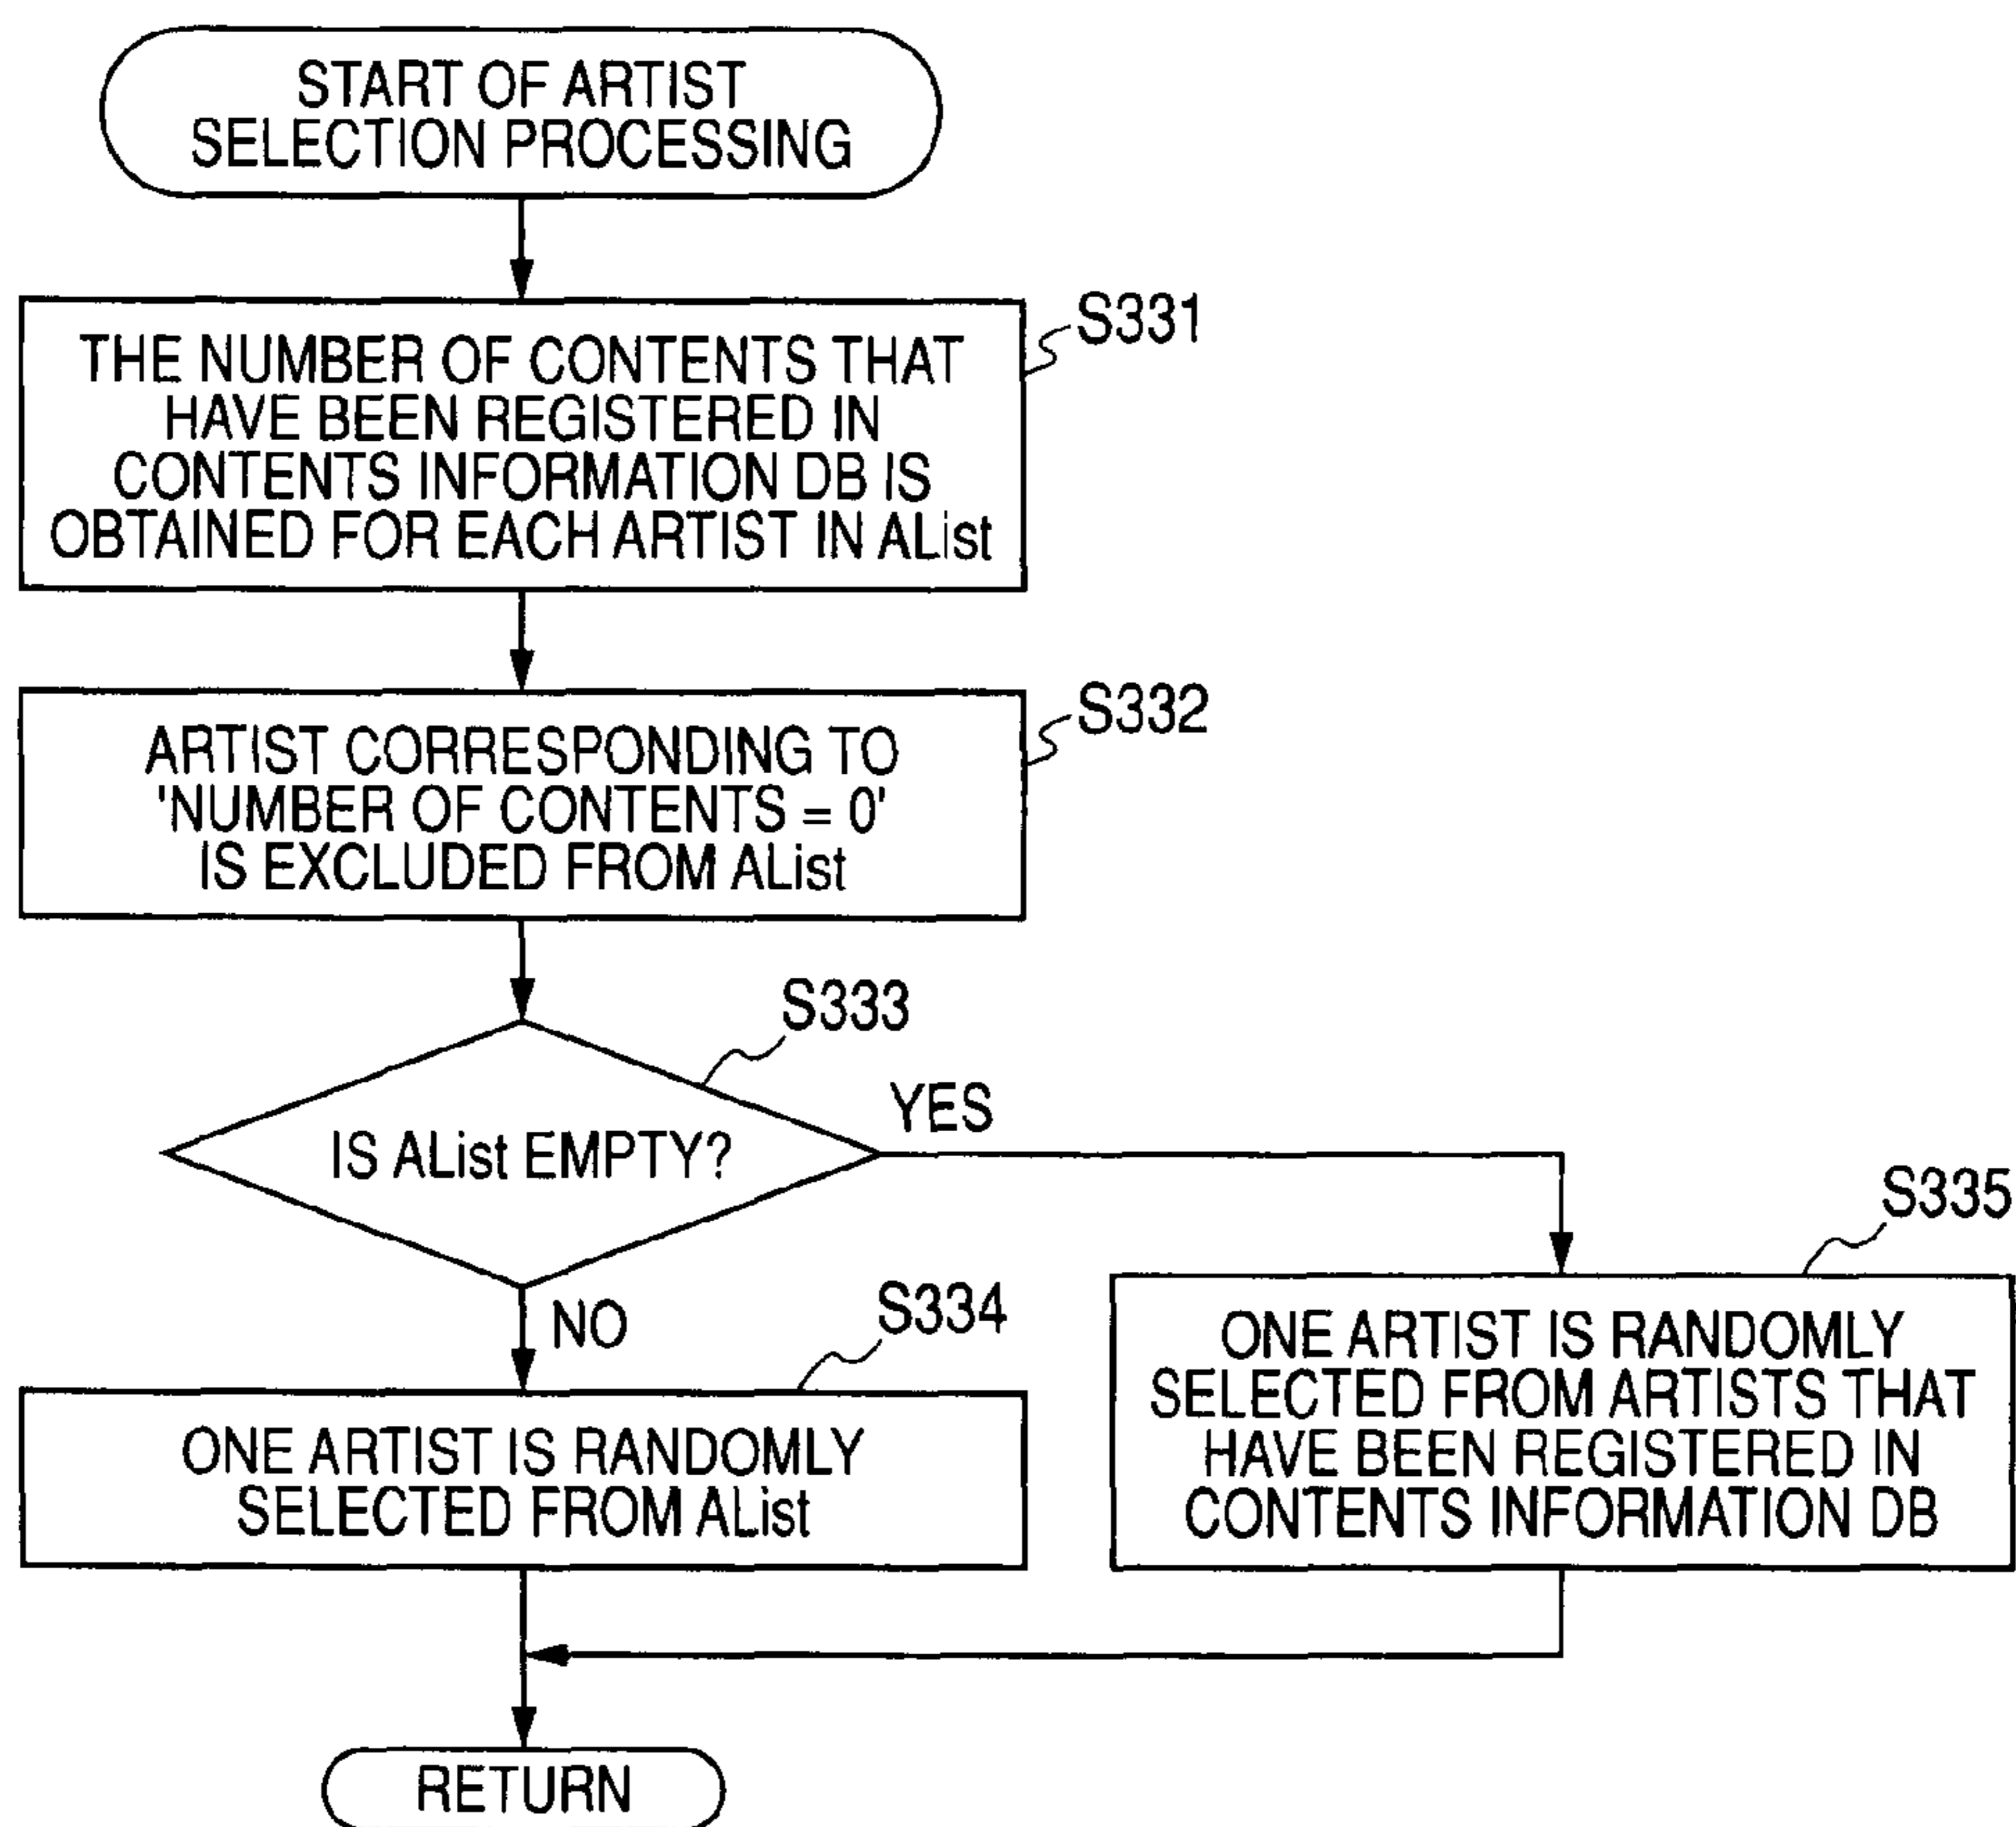 START OF ARTIST
SELECTION PROCESSING
S331
THE NUMBER OF CONTENTS THAT
HAVE BEEN REGISTERED IN
CONTENTS INFORMATION DB IS
OBTAINED FOR EACH ARTIST IN AList
S332
ARTIST CORRESPONDING TO
'NUMBER OF CONTENTS = 0'
IS EXCLUDED FROM AList
S333
IS AList EMPTY?
YES
NO
S334
ONE ARTIST IS RANDOMLY
SELECTED FROM AList
S335
ONE ARTIST IS RANDOMLY
SELECTED FROM ARTISTS THAT
HAVE BEEN REGISTERED IN
CONTENTS INFORMATION DB
RETURN